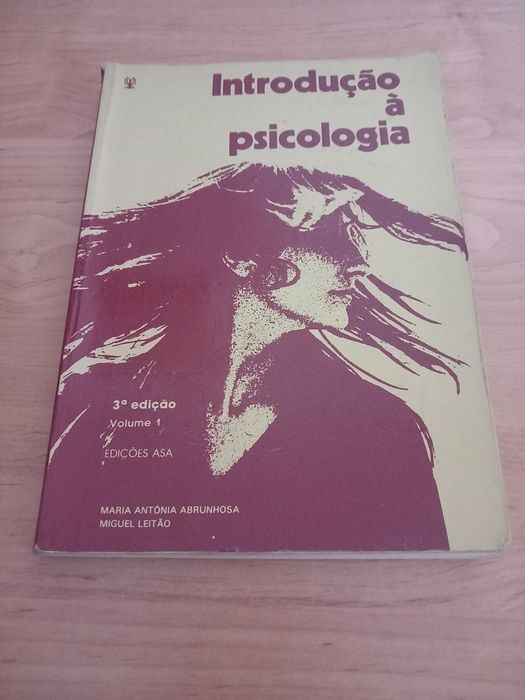 Introdução
à
psicologia
3ª edição
Volume 1
EDIÇÕES ASA
MARIA ANTÓNIA ABRUNHOSA
MIGUEL LEITÃO